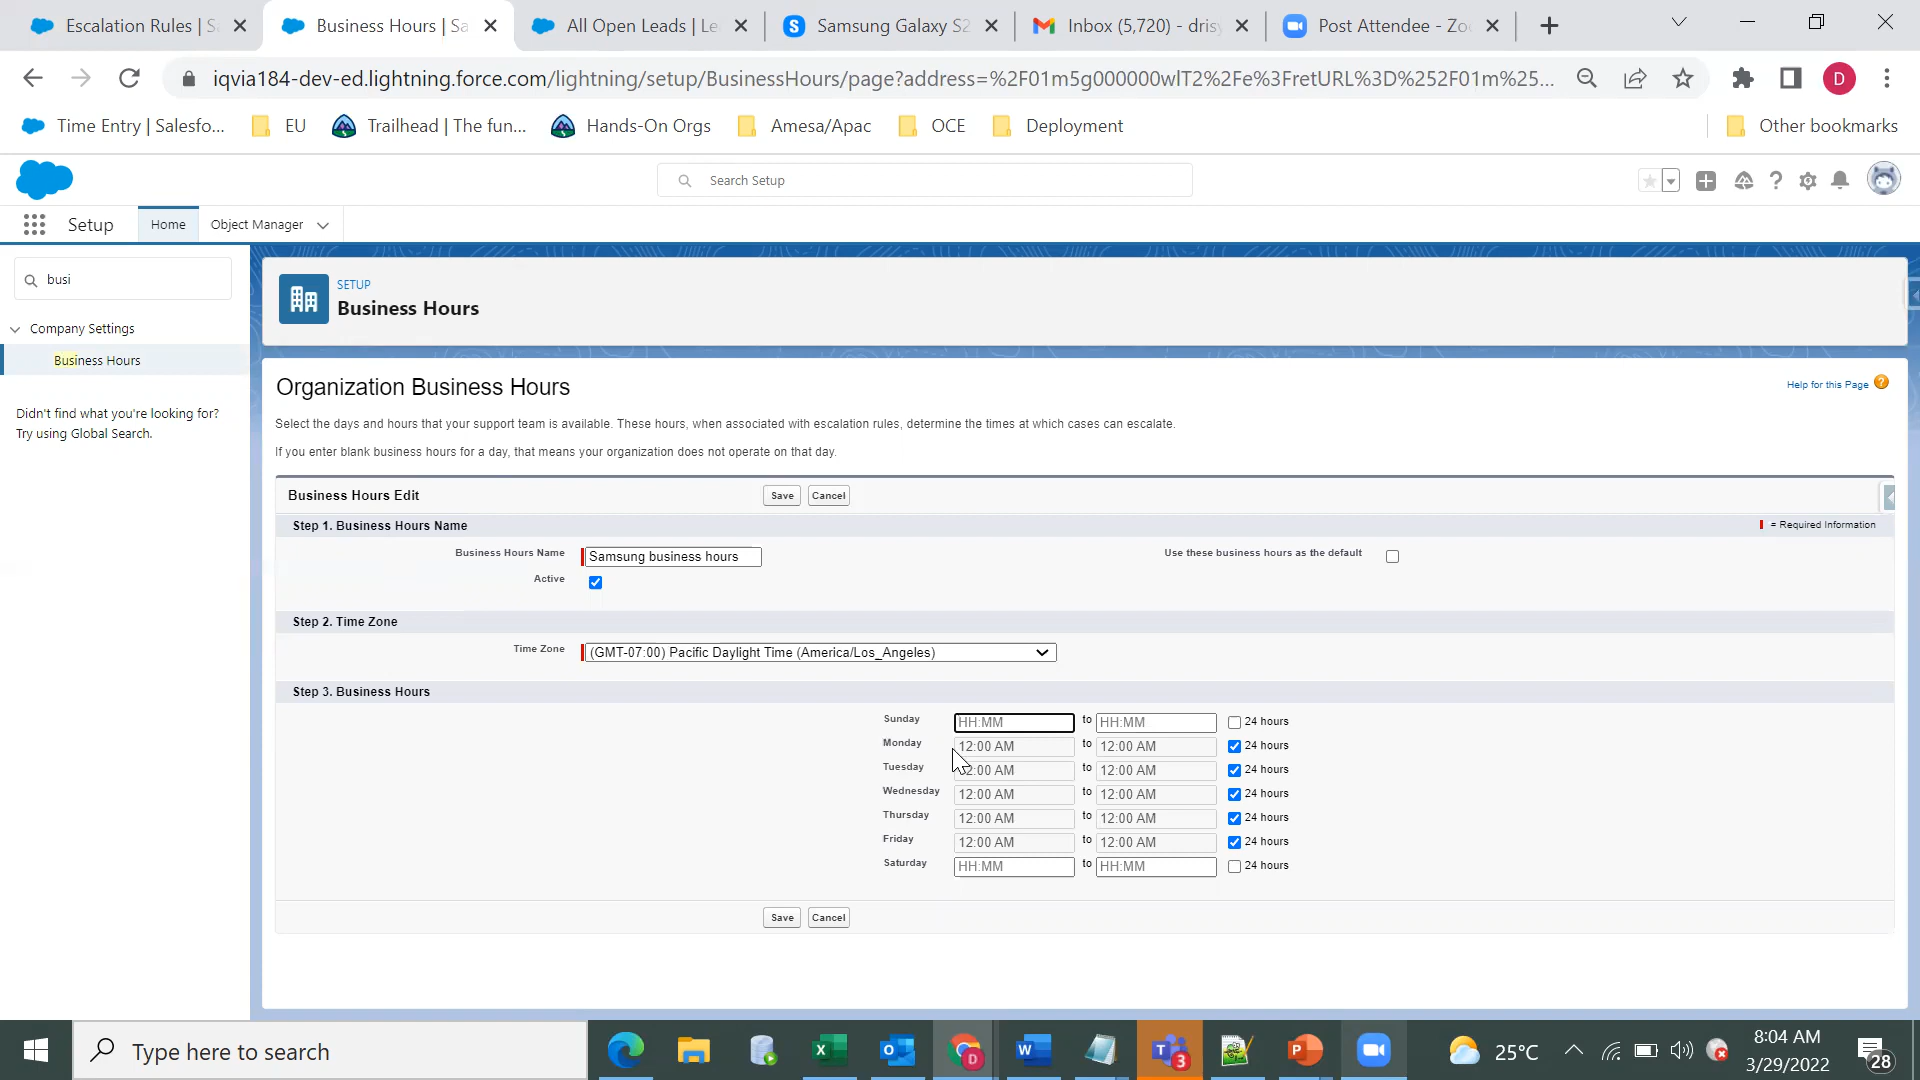 Escalation Rules | S
Business Hours | Sa
All Open Leads | Le
Samsung Galaxy S2
Inbox (5,720) - drisy
Post Attendee - Zo
iqvia184-dev-ed.lightning.force.com/lightning/setup/BusinessHours/page?address=%2F01m5g000000wlT2%2Fe%3FretURL%3D%252F01m%25...
D
Time Entry | Salesfo...
EU
Trailhead | The fun...
Hands-On Orgs
Amesa/Apac
OCE
Deployment
Other bookmarks
Search Setup
Setup
Home
Object Manager
busi
Company Settings
Business Hours
Didn't find what you're looking for?
Try using Global Search.
SETUP
Business Hours
Organization Business Hours
Help for this Page
Select the days and hours that your support team is available. These hours, when associated with escalation rules, determine the times at which cases can escalate.
If you enter blank business hours for a day, that means your organization does not operate on that day.
Business Hours Edit
Save Cancel
Step 1. Business Hours Name
= Required Information
Business Hours Name Samsung business hours
Use these business hours as the default
Active
Step 2. Time Zone
Time Zone (GMT-07:00) Pacific Daylight Time (America/Los_Angeles)
Step 3. Business Hours
Sunday HH:MM to HH:MM 24 hours
Monday 12:00 AM to 12:00 AM 24 hours
Tuesday 12:00 AM to 12:00 AM 24 hours
Wednesday 12:00 AM to 12:00 AM 24 hours
Thursday 12:00 AM to 12:00 AM 24 hours
Friday 12:00 AM to 12:00 AM 24 hours
Saturday HH:MM to HH:MM 24 hours
Save Cancel
Type here to search
3
25°C
8:04 AM
3/29/2022
28